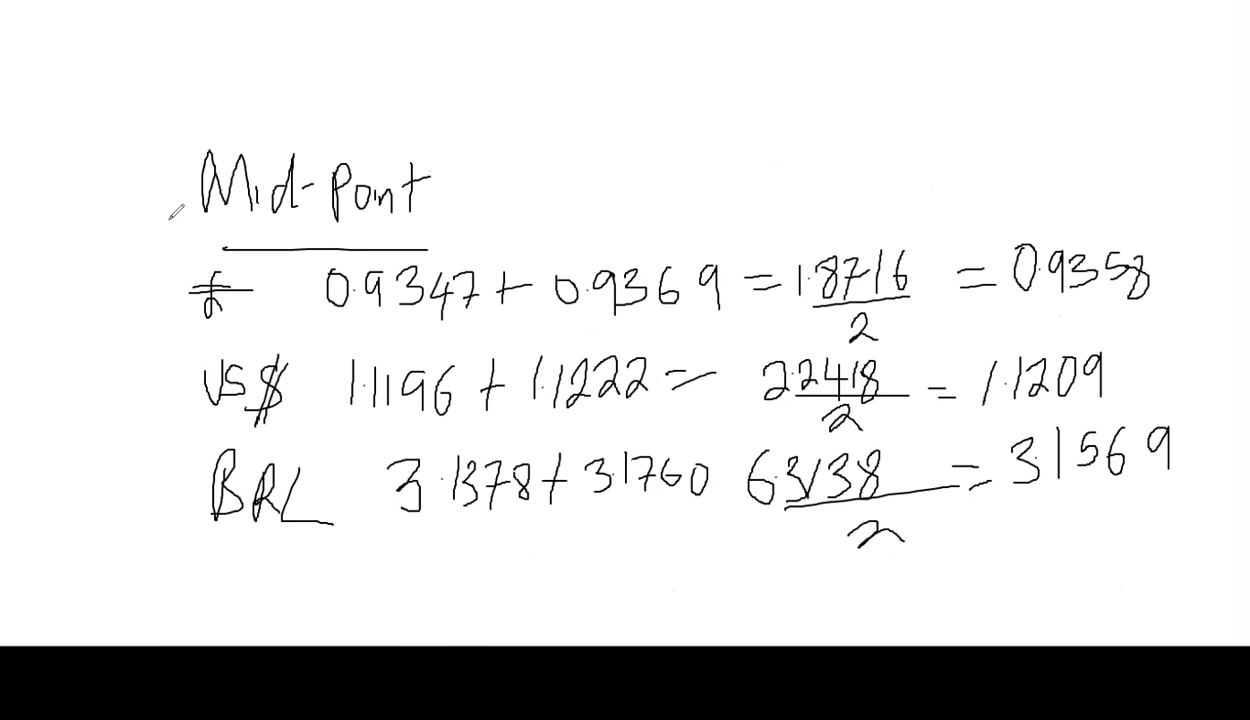 Mid-Point
£ 0.9347 + 0.9369 = 1.8716/2 = 0.9358
US$ 1.1196 + 1.1222 = 2.2418/2 = 1.1209
BRL 3.1378 + 3.1760 6.3138/2 = 3.1569